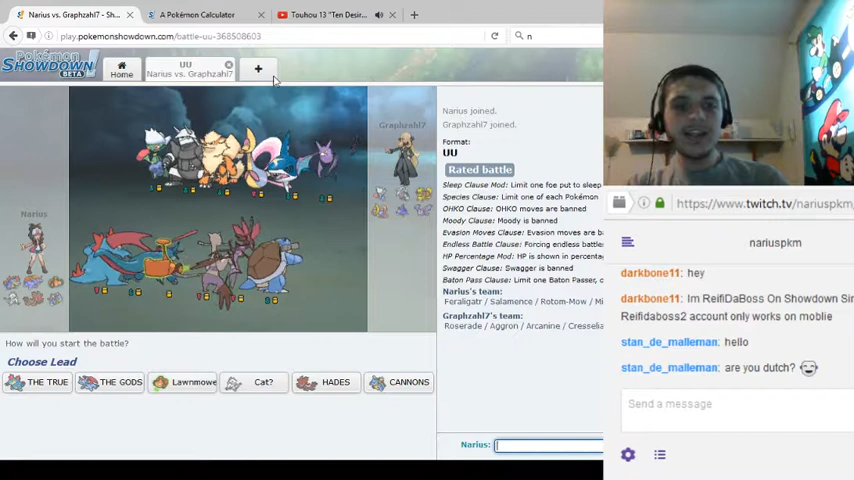 Narius vs. Graphzahl7 - Sh...
A Pokémon Calculator
Touhou 13 "Ten Desir...
play.pokemonshowdown.com/battle-uu-368508603
n
Pokémon
SHOWDOWN
BETA
Home
UU
Narius vs. Graphzahl7
Graphzahl7
Narius
Narius joined.
Graphzahl7 joined.
Format:
UU
Rated battle
Sleep Clause Mod: Limit one foe put to sleep
Species Clause: Limit one of each Pokémon
OHKO Clause: OHKO moves are banned
Moody Clause: Moody is banned
Evasion Moves Clause: Evasion moves are ba
Endless Battle Clause: Forcing endless battles
HP Percentage Mod: HP is shown in percenta
Swagger Clause: Swagger is banned
Baton Pass Clause: Limit one Baton Passer, c
Narius's team:
Feraligatr / Salamence / Rotom-Mow / Mi
Graphzahl7's team:
Roserade / Aggron / Arcanine / Cresselia
How will you start the battle?
Choose Lead
THE TRUE
THE GODS
Lawnmowe
Cat?
HADES
CANNONS
Narius:
https://www.twitch.tv/nariuspkm
nariuspkm
darkbone11: hey
darkbone11: Im ReifiDaBoss On Showdown Sin
Reifidaboss2 account only works on moblie
stan_de_malleman: hello
stan_de_malleman: are you dutch?
Send a message